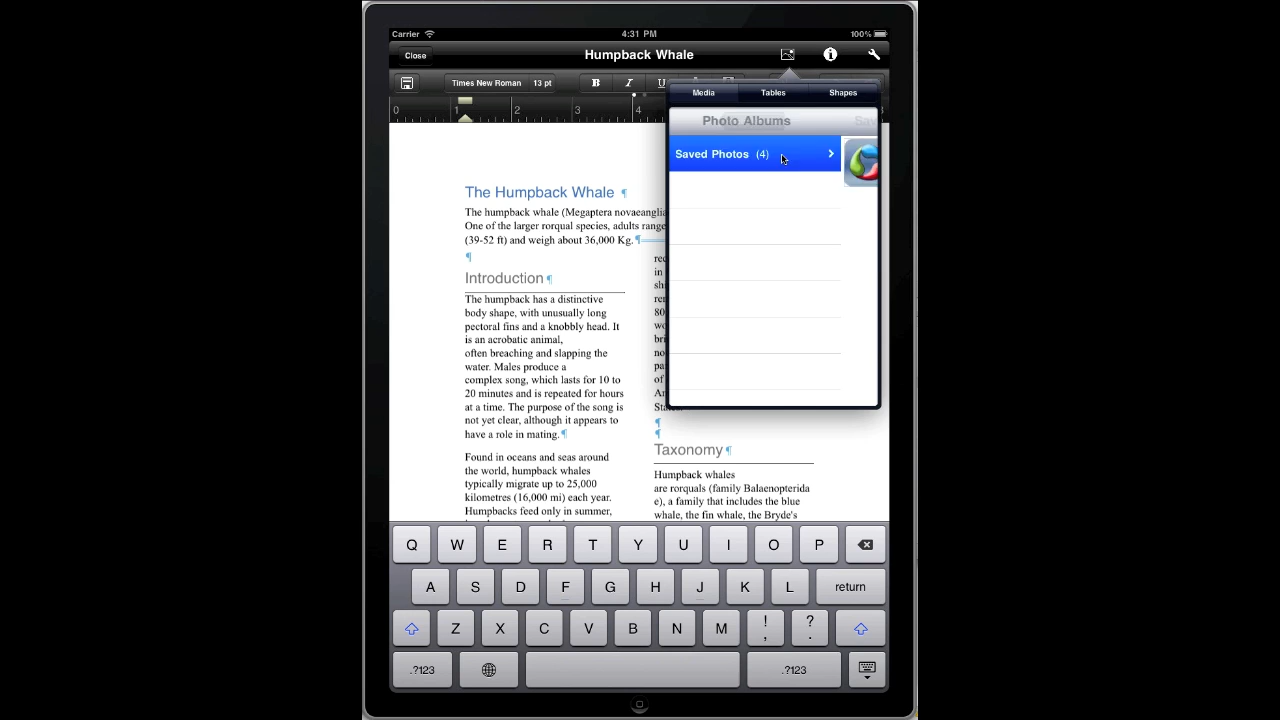 Carrier
4:31 PM
100%
Close
Humpback Whale
Times New Roman 13 pt
B I U
Media
Tables
Shapes
0 1 2 3 4
Photo Albums
Saved Photos (4)
The Humpback Whale ¶
The humpback whale (Megaptera novaeanglia
One of the larger rorqual species, adults range
(39-52 ft) and weigh about 36,000 Kg.¶
¶
Introduction ¶
The humpback has a distinctive
body shape, with unusually long
pectoral fins and a knobbly head. It
is an acrobatic animal,
often breaching and slapping the
water. Males produce a
complex song, which lasts for 10 to
20 minutes and is repeated for hours
at a time. The purpose of the song is
not yet clear, although it appears to
have a role in mating.¶
Found in oceans and seas around
the world, humpback whales
typically migrate up to 25,000
kilometres (16,000 mi) each year.
Humpbacks feed only in summer,
¶
¶
Taxonomy ¶
Humpback whales
are rorquals (family Balaenopterida
e), a family that includes the blue
whale, the fin whale, the Bryde's
Q W E R T Y U I O P
A S D F G H J K L return
Z X C V B N M ! , ? .
.?123 .?123